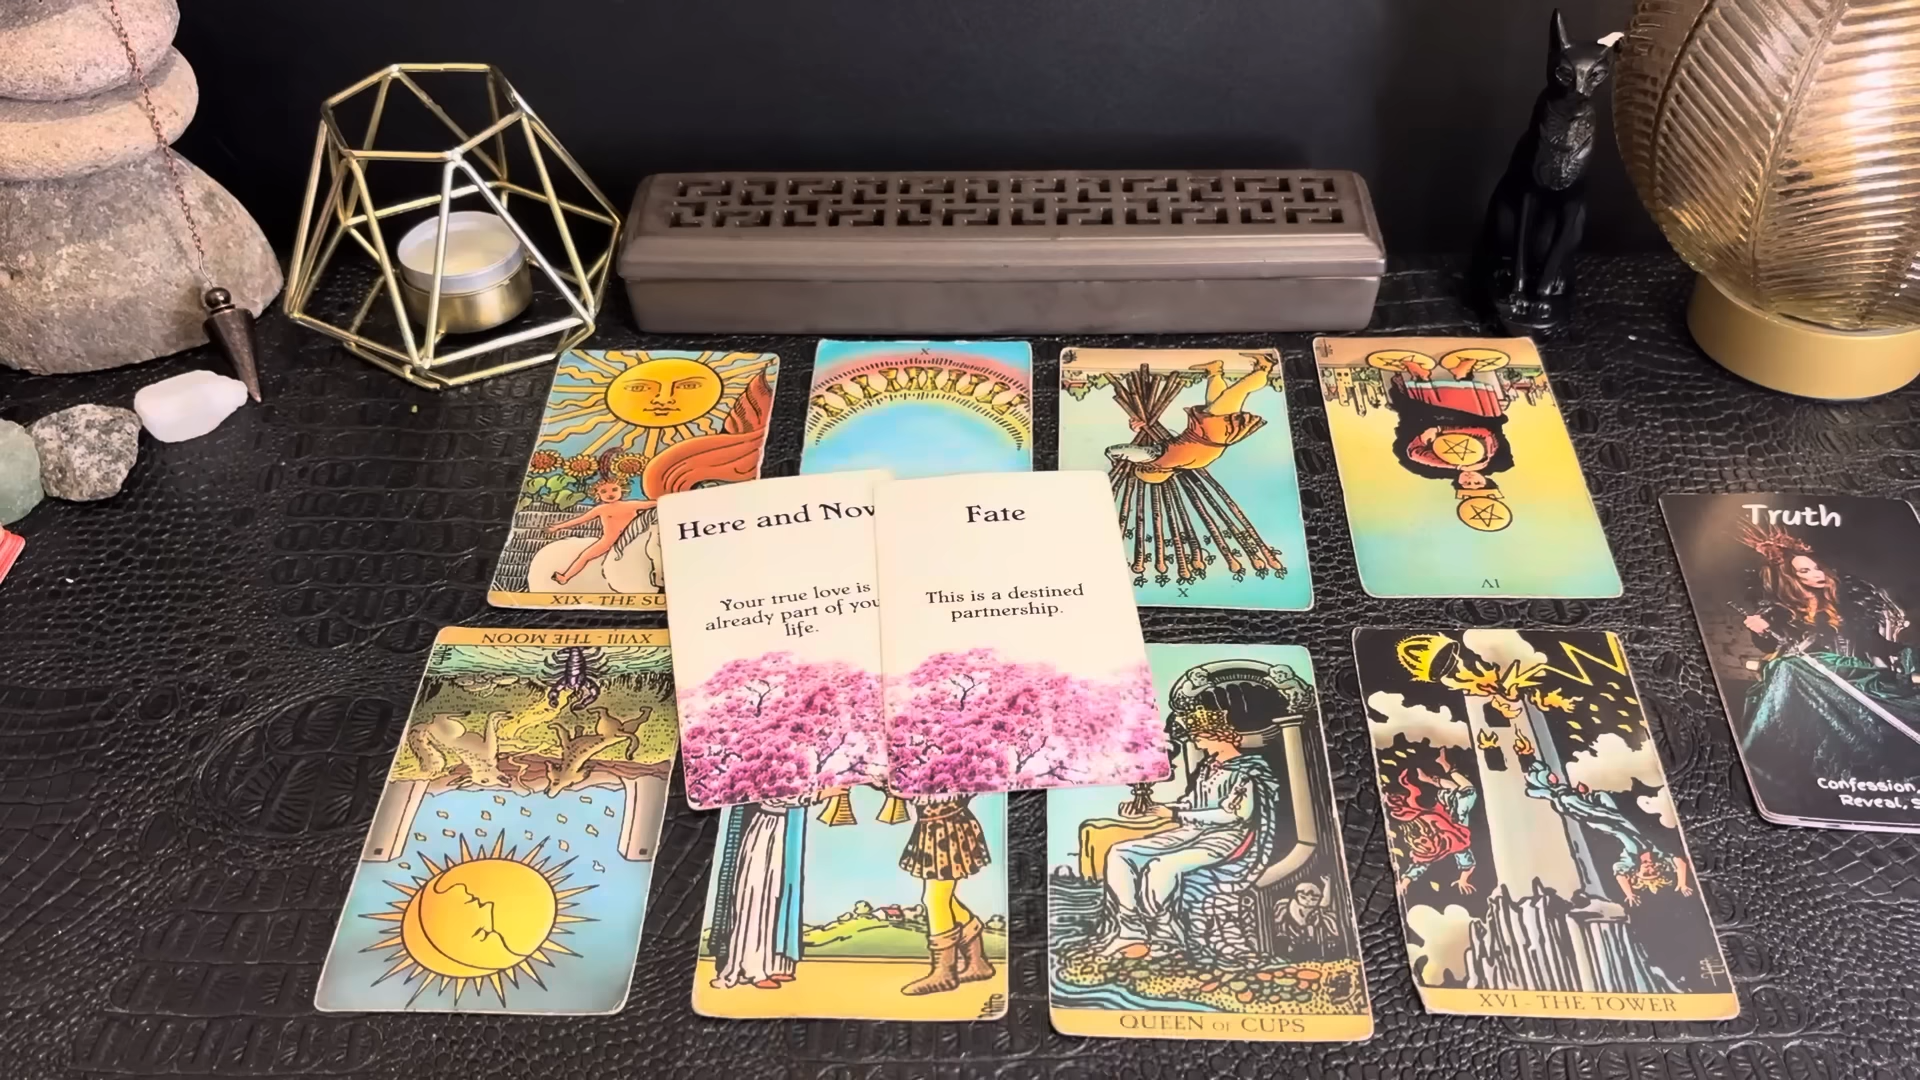 X
XIX - THE SU
X
IV
Here and Now
Your true love is
already part of you
life.
Fate
This is a destined
partnership.
Truth
Confession,
Reveal, S
XVIII - THE MOON
QUEEN OF CUPS
XVI - THE TOWER